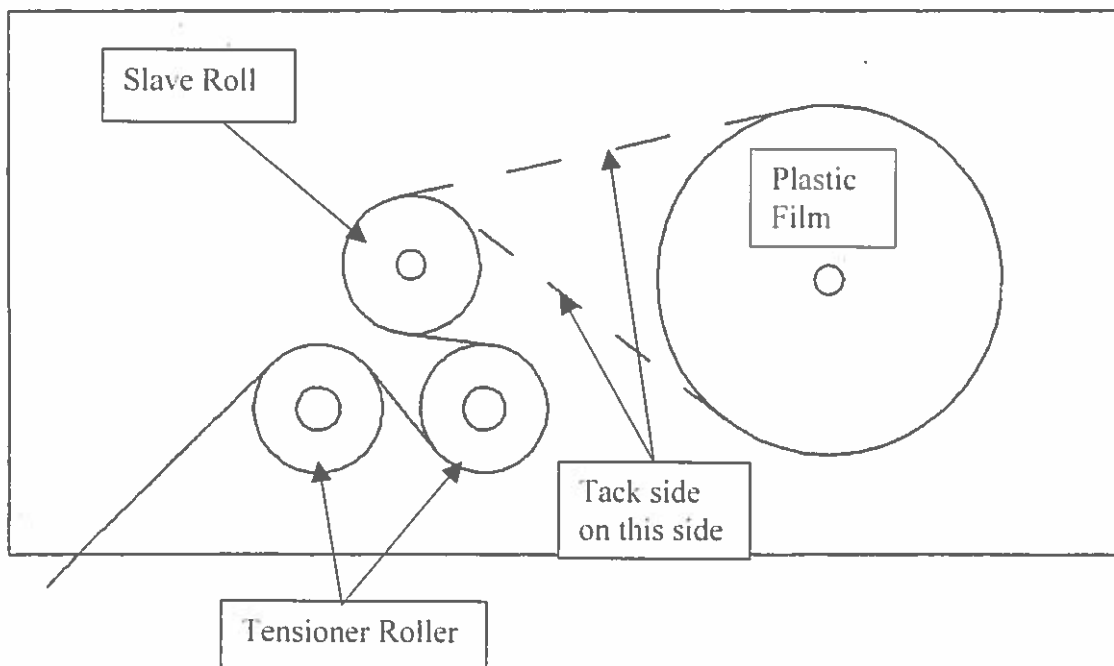 Slave Roll
Plastic
Film
Tack side
on this side
Tensioner Roller